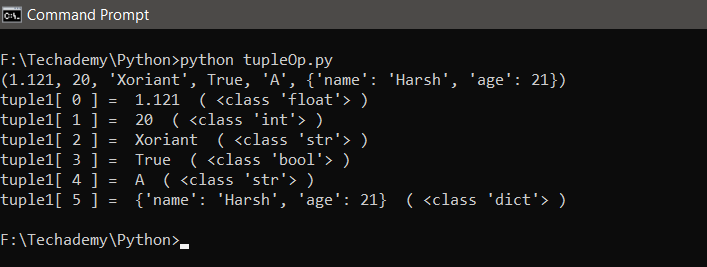 Command Prompt
F:\Techademy\Python>python tupleOp.py
(1.121, 20, 'Xoriant', True, 'A', {'name': 'Harsh', 'age': 21})
tuple1[ 0 ] =  1.121  ( <class 'float'> )
tuple1[ 1 ] =  20  ( <class 'int'> )
tuple1[ 2 ] =  Xoriant  ( <class 'str'> )
tuple1[ 3 ] =  True  ( <class 'bool'> )
tuple1[ 4 ] =  A  ( <class 'str'> )
tuple1[ 5 ] =  {'name': 'Harsh', 'age': 21}  ( <class 'dict'> )
F:\Techademy\Python>